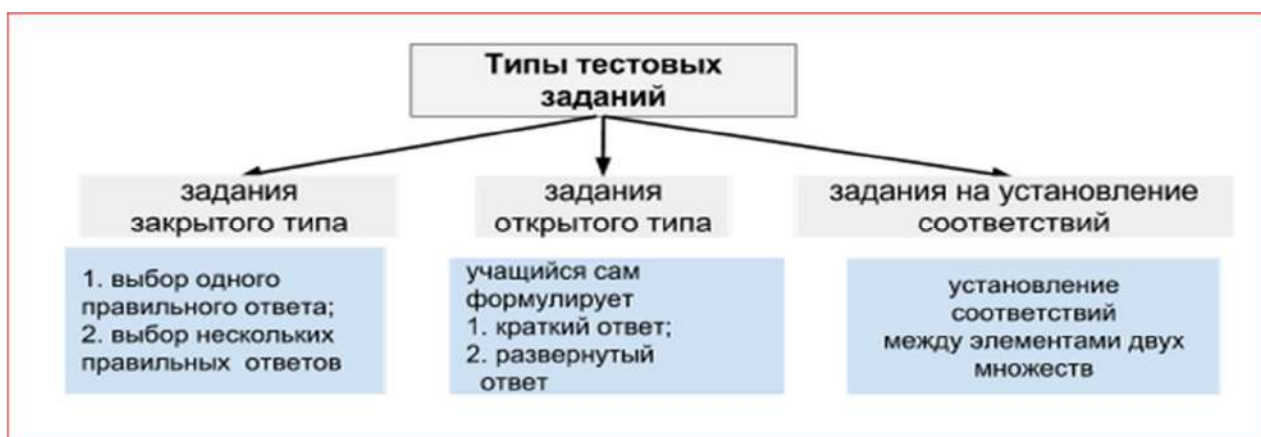 Типы тестовых
заданий
задания
закрытого типа
1. выбор одного
правильного ответа;
2. выбор нескольких
правильных ответов
задания
открытого типа
учащийся сам
формулирует
1. краткий ответ;
2. развернутый
ответ
задания на установление
соответствий
установление
соответствий
между элементами двух
множеств